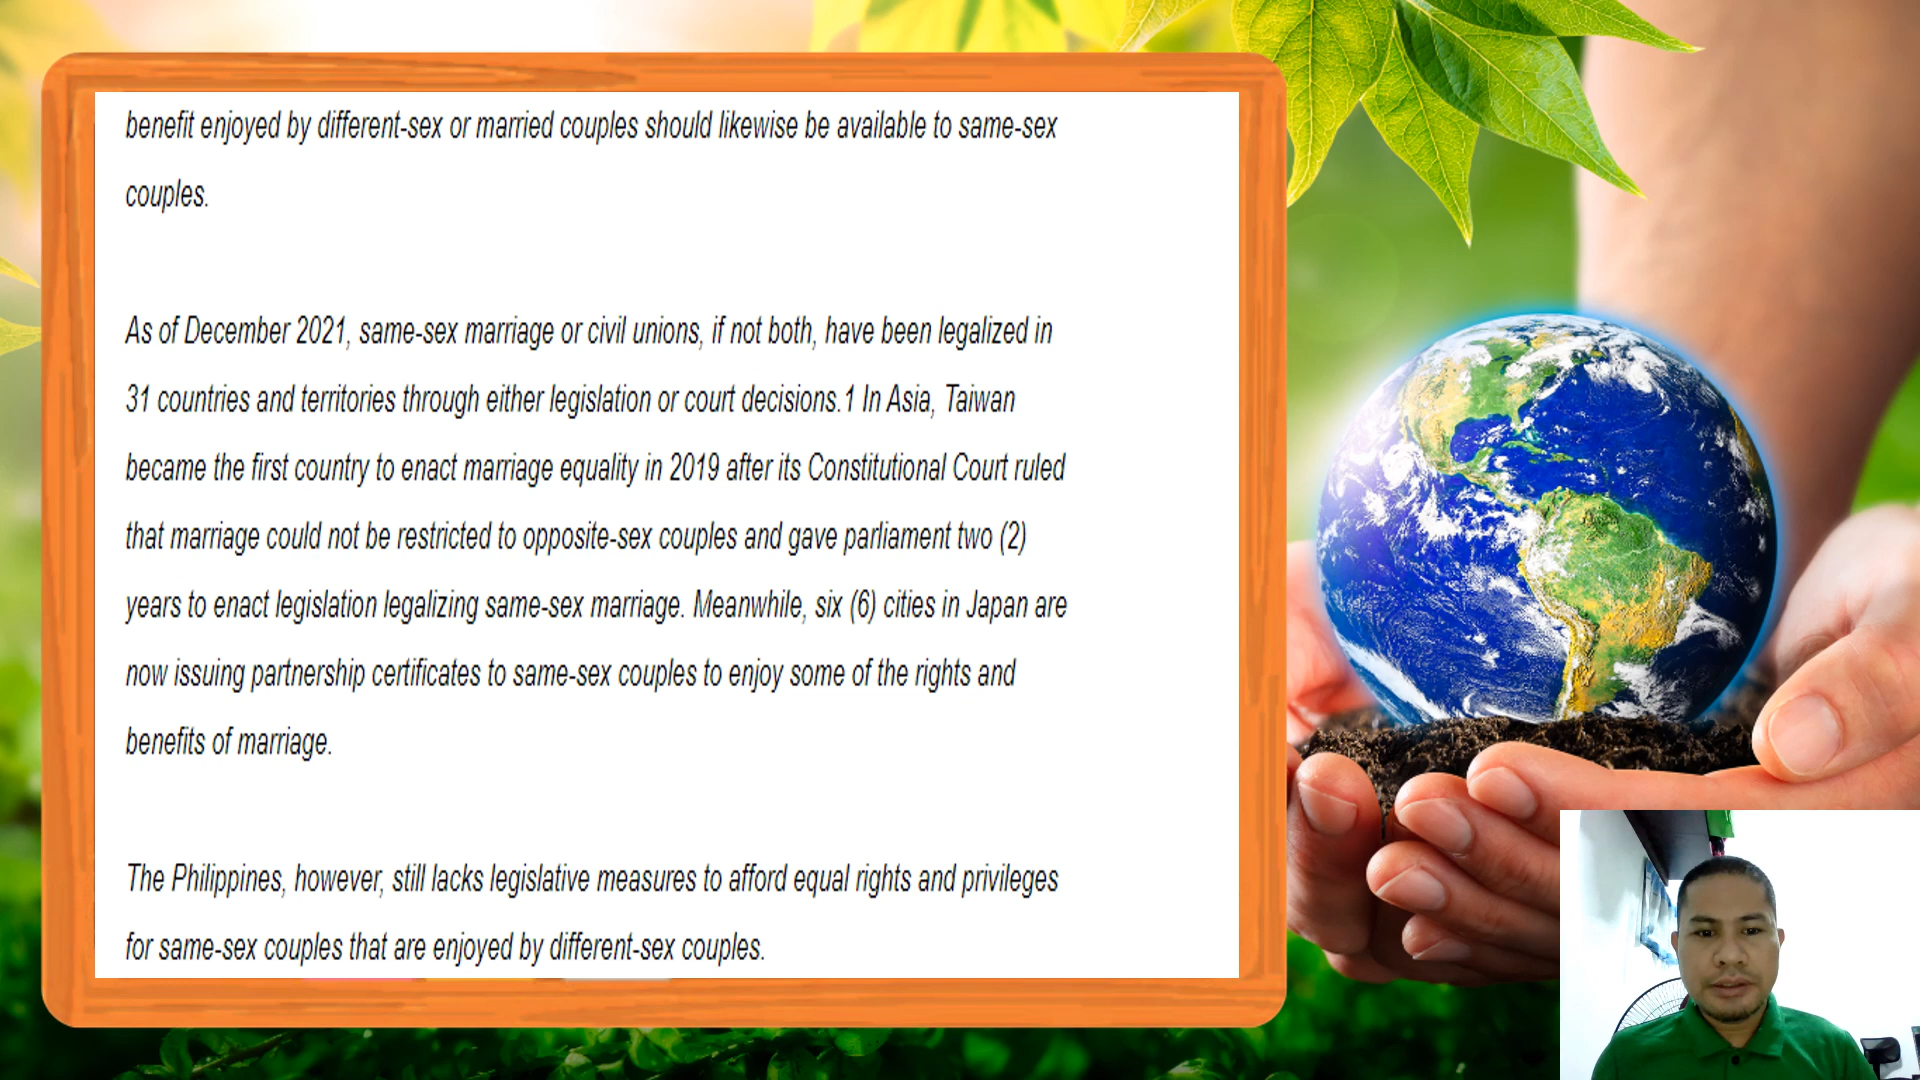 benefit enjoyed by different-sex or married couples should likewise be available to same-sex
couples.
As of December 2021, same-sex marriage or civil unions, if not both, have been legalized in
31 countries and territories through either legislation or court decisions.1 In Asia, Taiwan
became the first country to enact marriage equality in 2019 after its Constitutional Court ruled
that marriage could not be restricted to opposite-sex couples and gave parliament two (2)
years to enact legislation legalizing same-sex marriage. Meanwhile, six (6) cities in Japan are
now issuing partnership certificates to same-sex couples to enjoy some of the rights and
benefits of marriage.
The Philippines, however, still lacks legislative measures to afford equal rights and privileges
for same-sex couples that are enjoyed by different-sex couples.